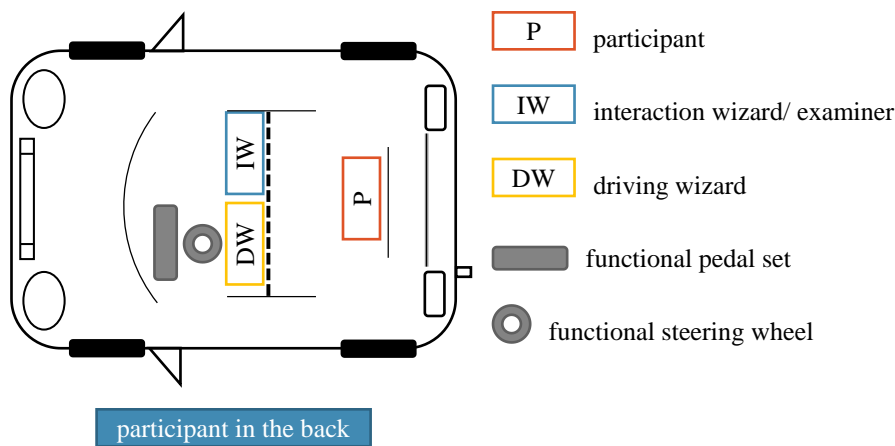 P
participant
IW
interaction wizard/ examiner
DW
driving wizard
functional pedal set
functional steering wheel
IW
DW
P
participant in the back